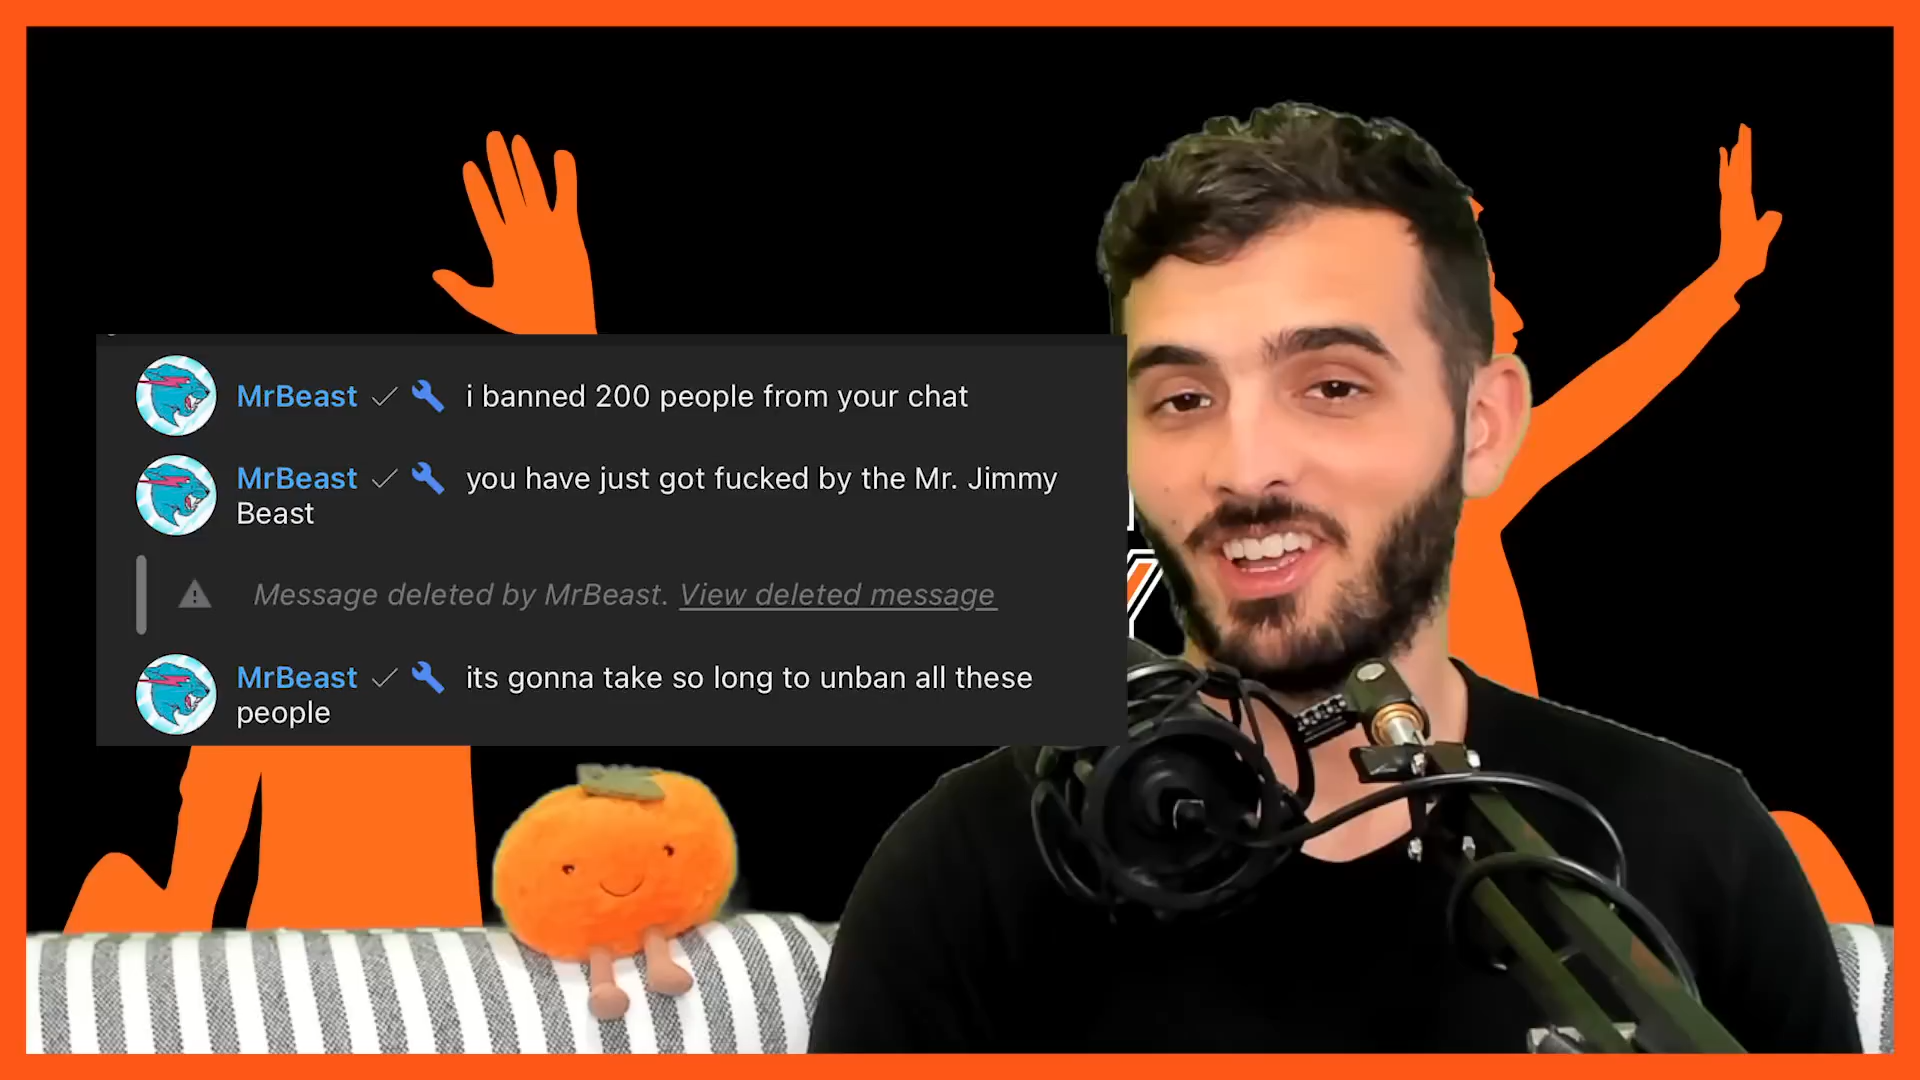 MrBeast i banned 200 people from your chat
MrBeast you have just got fucked by the Mr. Jimmy
Beast
Message deleted by MrBeast. View deleted message
MrBeast its gonna take so long to unban all these
people